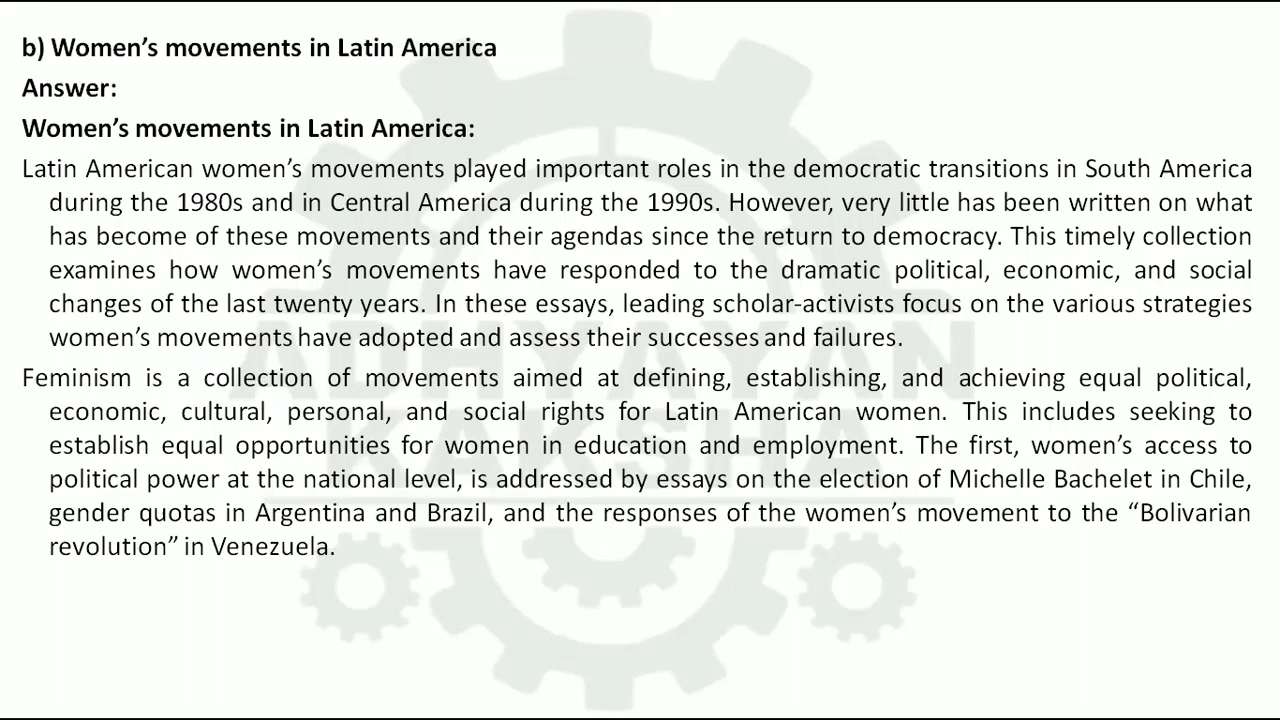 b) Women’s movements in Latin America
Answer:
Women’s movements in Latin America:
Latin American women’s movements played important roles in the democratic transitions in South America
during the 1980s and in Central America during the 1990s. However, very little has been written on what
has become of these movements and their agendas since the return to democracy. This timely collection
examines how women’s movements have responded to the dramatic political, economic, and social
changes of the last twenty years. In these essays, leading scholar-activists focus on the various strategies
women’s movements have adopted and assess their successes and failures.
Feminism is a collection of movements aimed at defining, establishing, and achieving equal political,
economic, cultural, personal, and social rights for Latin American women. This includes seeking to
establish equal opportunities for women in education and employment. The first, women’s access to
political power at the national level, is addressed by essays on the election of Michelle Bachelet in Chile,
gender quotas in Argentina and Brazil, and the responses of the women’s movement to the “Bolivarian
revolution” in Venezuela.
ADHYAYAN
KAKSHA